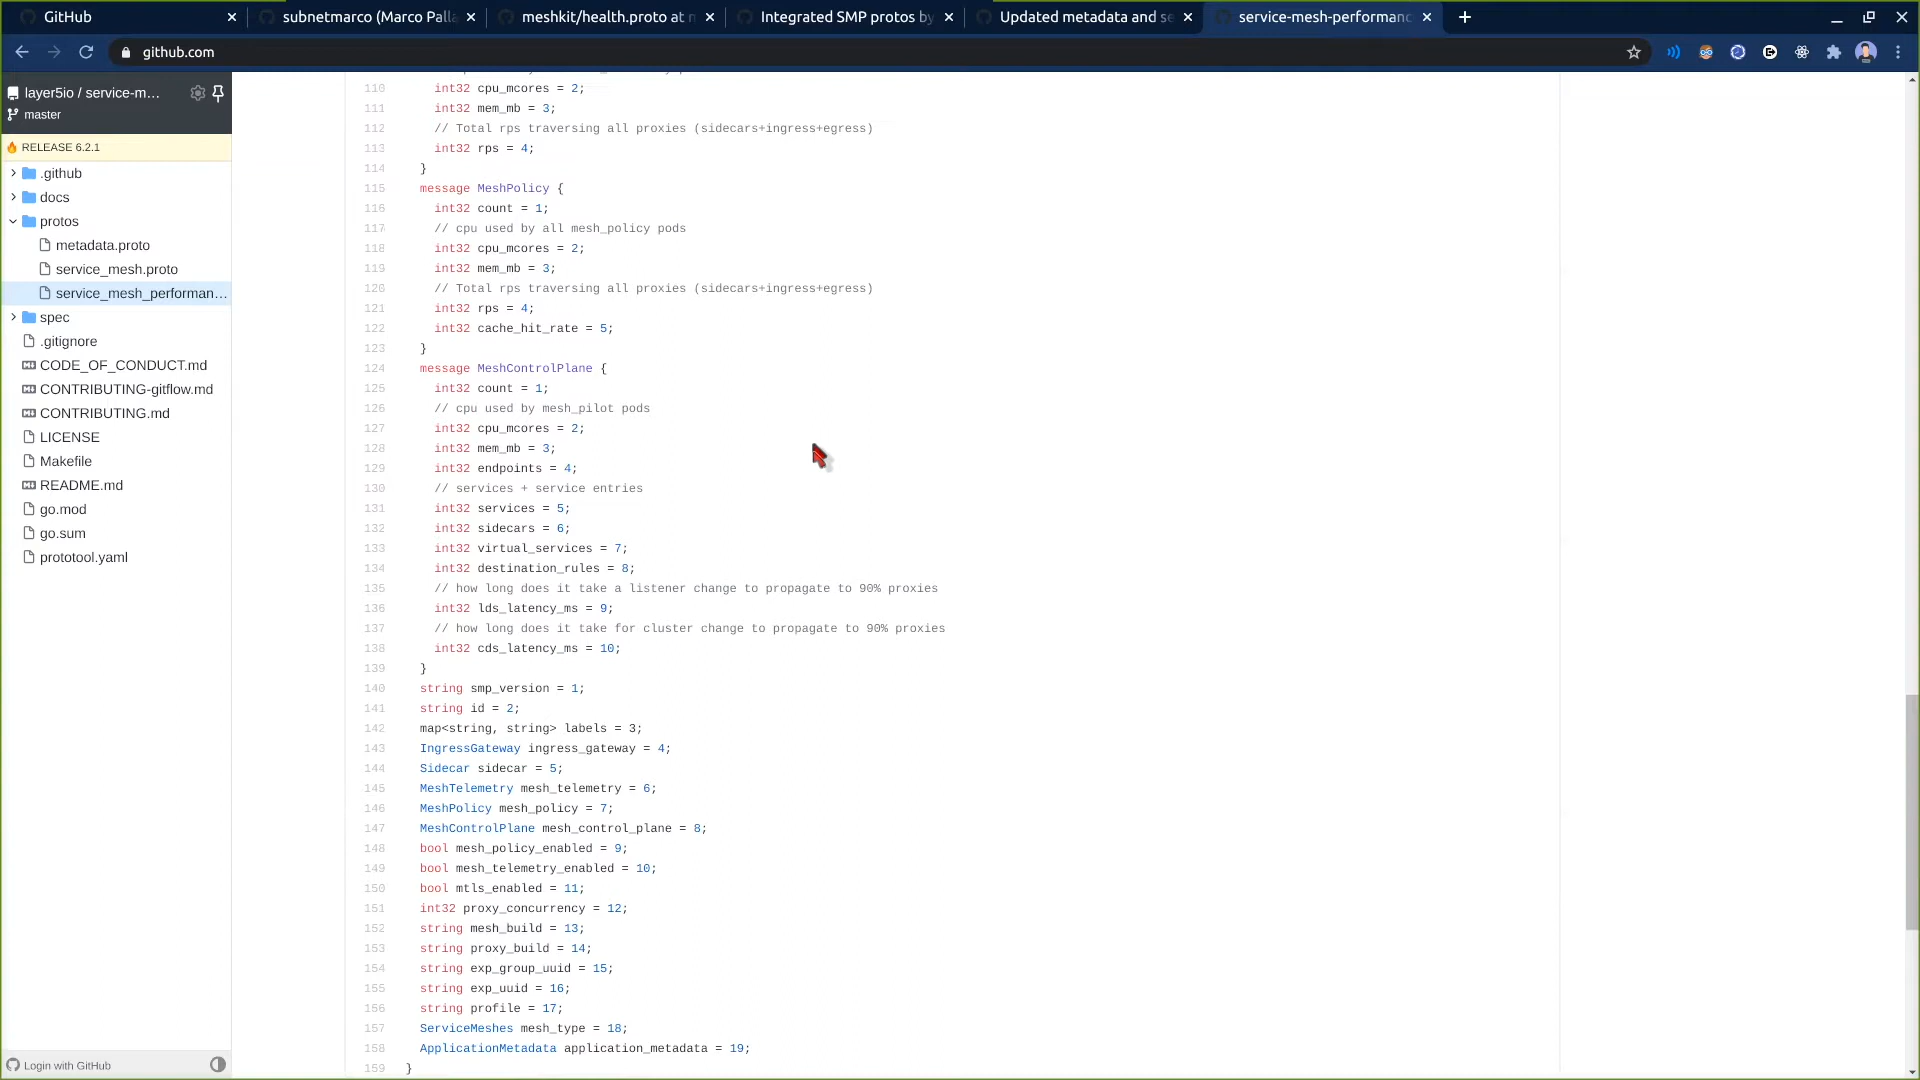 GitHub
subnetmarco (Marco Palla
meshkit/health.proto at m
Integrated SMP protos by
Updated metadata and se
service-mesh-performanc
github.com
layer5io / service-m...
master
RELEASE 6.2.1
.github
docs
protos
metadata.proto
service_mesh.proto
service_mesh_performan...
spec
.gitignore
CODE_OF_CONDUCT.md
CONTRIBUTING-gitflow.md
CONTRIBUTING.md
LICENSE
Makefile
README.md
go.mod
go.sum
prototool.yaml
Login with GitHub
110 int32 cpu_mcores = 2;
111 int32 mem_mb = 3;
112 // Total rps traversing all proxies (sidecars+ingress+egress)
113 int32 rps = 4;
114 }
115 message MeshPolicy {
116 int32 count = 1;
117 // cpu used by all mesh_policy pods
118 int32 cpu_mcores = 2;
119 int32 mem_mb = 3;
120 // Total rps traversing all proxies (sidecars+ingress+egress)
121 int32 rps = 4;
122 int32 cache_hit_rate = 5;
123 }
124 message MeshControlPlane {
125 int32 count = 1;
126 // cpu used by mesh_pilot pods
127 int32 cpu_mcores = 2;
128 int32 mem_mb = 3;
129 int32 endpoints = 4;
130 // services + service entries
131 int32 services = 5;
132 int32 sidecars = 6;
133 int32 virtual_services = 7;
134 int32 destination_rules = 8;
135 // how long does it take a listener change to propagate to 90% proxies
136 int32 lds_latency_ms = 9;
137 // how long does it take for cluster change to propagate to 90% proxies
138 int32 cds_latency_ms = 10;
139 }
140 string smp_version = 1;
141 string id = 2;
142 map<string, string> labels = 3;
143 IngressGateway ingress_gateway = 4;
144 Sidecar sidecar = 5;
145 MeshTelemetry mesh_telemetry = 6;
146 MeshPolicy mesh_policy = 7;
147 MeshControlPlane mesh_control_plane = 8;
148 bool mesh_policy_enabled = 9;
149 bool mesh_telemetry_enabled = 10;
150 bool mtls_enabled = 11;
151 int32 proxy_concurrency = 12;
152 string mesh_build = 13;
153 string proxy_build = 14;
154 string exp_group_uuid = 15;
155 string exp_uuid = 16;
156 string profile = 17;
157 ServiceMeshes mesh_type = 18;
158 ApplicationMetadata application_metadata = 19;
159 }